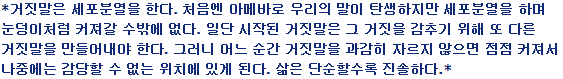 *거짓말은 세포분열을 한다. 처음엔 아메바로 우리의 말이 탄생하지만 세포분열을 하며
눈덩이처럼 커져갈 수밖에 없다. 일단 시작된 거짓말은 그 거짓을 감추기 위해 또 다른
거짓말을 만들어내야 한다. 그러니 어느 순간 거짓말을 과감히 자르지 않으면 점점 커져서
나중에는 감당할 수 없는 위치에 있게 된다. 삶은 단순할수록 진솔하다.*